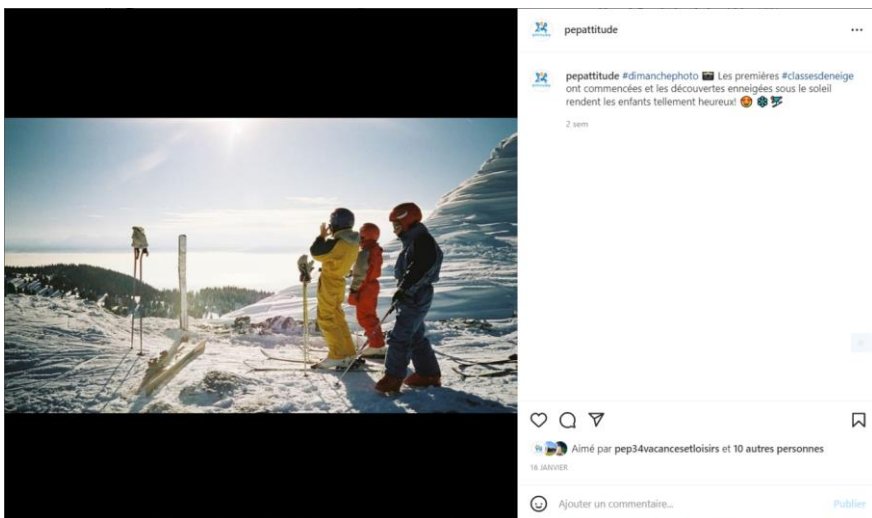 pepattitude
pepattitude #dimanchephoto 📷 Les premières #classesdeneige
ont commencées et les découvertes enneigées sous le soleil
rendent les enfants tellement heureux! 🤩 ❄️ ⛷️
2 sem
Aimé par pep34vacancesetloisirs et 10 autres personnes
16 JANVIER
Ajouter un commentaire... Publier